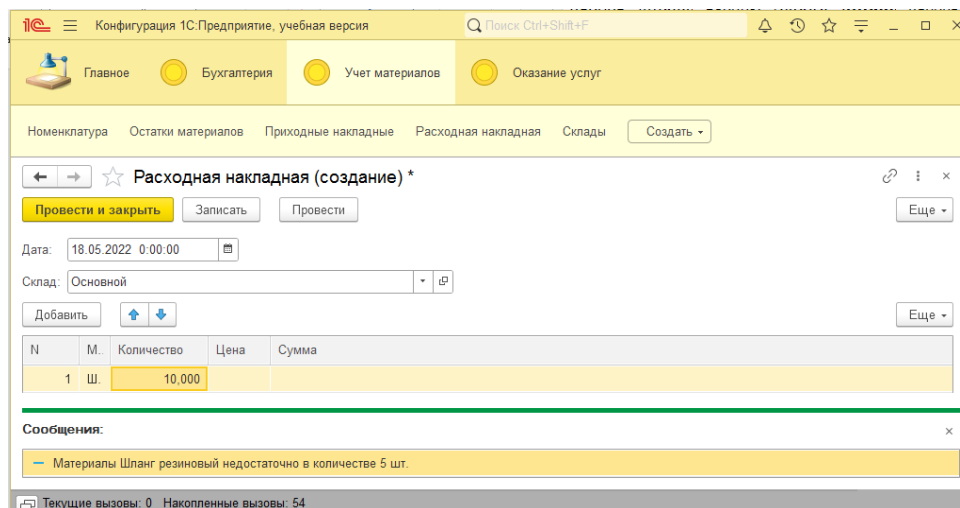 1С Конфигурация 1С:Предприятие, учебная версия Поиск Ctrl+Shift+F
Главное Бухгалтерия Учет материалов Оказание услуг
Номенклатура Остатки материалов Приходные накладные Расходная накладная Склады Создать
Расходная накладная (создание) *
Провести и закрыть Записать Провести Еще
Дата: 18.05.2022 0:00:00
Склад: Основной
Добавить Еще
N М.. Количество Цена Сумма
1 Ш. 10,000
Сообщения:
— Материалы Шланг резиновый недостаточно в количестве 5 шт.
Текущие вызовы: 0 Накопленные вызовы: 54